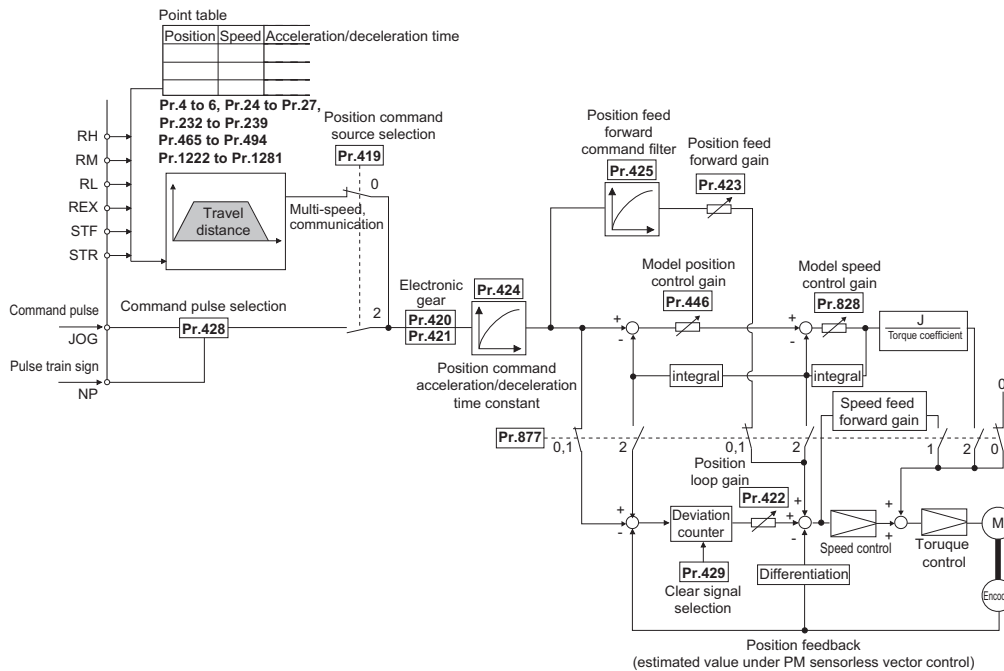 Point table
Position Speed Acceleration/deceleration time
Pr.4 to 6, Pr.24 to Pr.27,
Pr.232 to Pr.239
Pr.465 to Pr.494
Pr.1222 to Pr.1281
RH
RM
RL
REX
STF
STR
Travel
distance
Position command
source selection
Pr.419
0
Multi-speed,
communication
2
Command pulse
JOG
Pulse train sign
NP
Command pulse selection
Pr.428
Electronic
gear
Pr.420
Pr.421
Pr.424
Position command
acceleration/deceleration
time constant
Position feed
forward
command filter
Pr.425
Position feed
forward gain
Pr.423
Model position
control gain
Pr.446
Model speed
control gain
Pr.828
+
-
+
-
J
Torque coefficient
integral
integral
Speed feed
forward gain
0
Pr.877
0,1
2
0,1
2
1
2
0
Position
loop gain
Pr.422
+
+
-
Deviation
counter
+
+
-
Speed control
+
+
Toruque
control
M
Pr.429
Clear signal
selection
Differentiation
Position feedback
(estimated value under PM sensorless vector control)